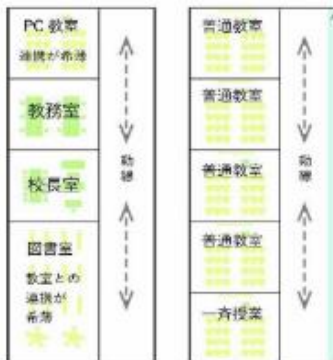 PC 教室
連携が希薄
教務室
校長室
図書室
教室との
連携が
希薄
動線
普通教室
普通教室
普通教室
普通教室
一斉授業
動線